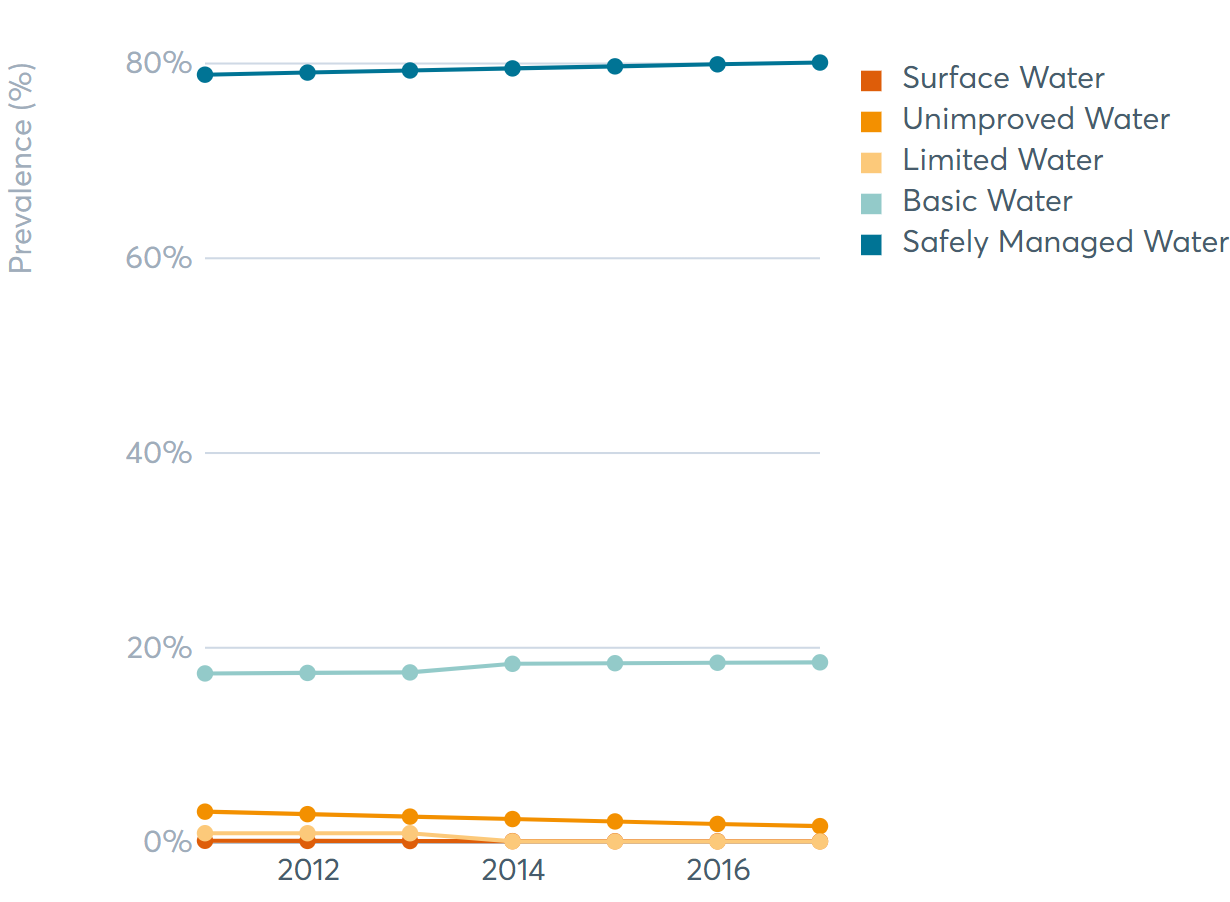 Prevalence (%)
80%
60%
40%
20%
0%
2012
2014
2016
Surface Water
Unimproved Water
Limited Water
Basic Water
Safely Managed Water